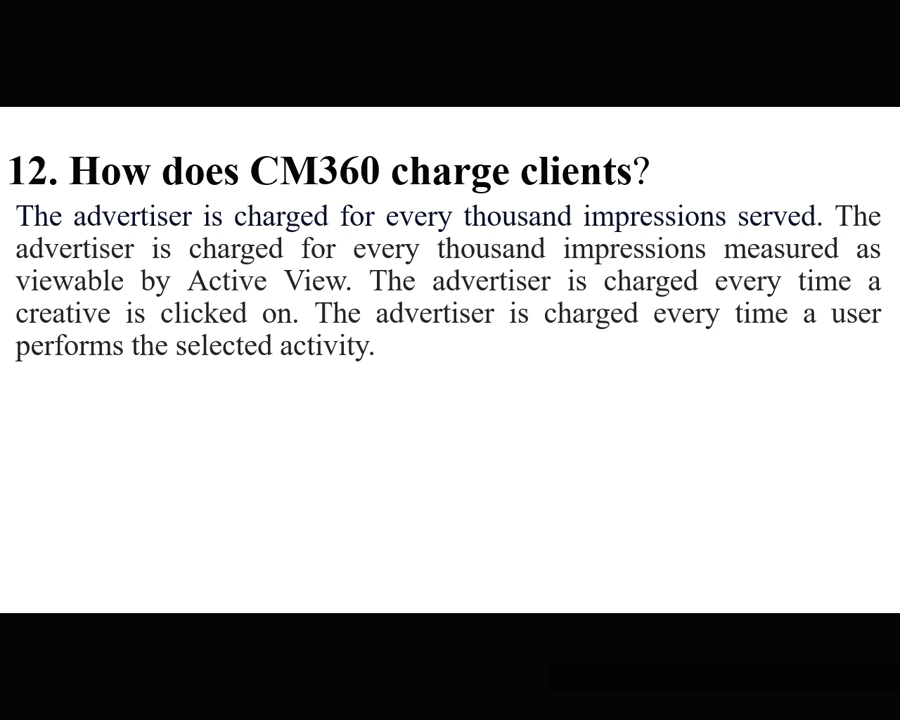 12. How does CM360 charge clients?
The advertiser is charged for every thousand impressions served. The
advertiser is charged for every thousand impressions measured as
viewable by Active View. The advertiser is charged every time a
creative is clicked on. The advertiser is charged every time a user
performs the selected activity.